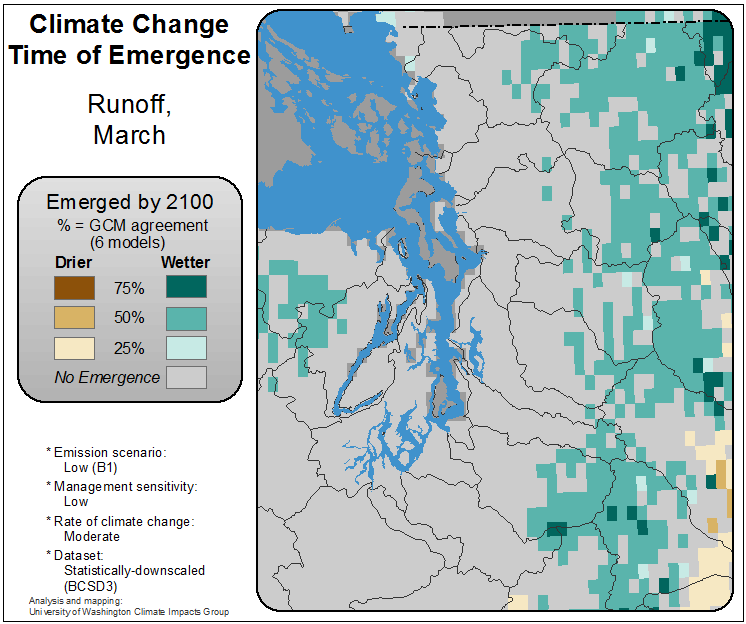 Climate Change
Time of Emergence
Runoff,
March
Emerged by 2100
% = GCM agreement
(6 models)
Drier Wetter
75%
50%
25%
No Emergence
* Emission scenario:
Low (B1)
* Management sensitivity:
Low
* Rate of climate change:
Moderate
* Dataset:
Statistically-downscaled
(BCSD3)
Analysis and mapping:
University of Washington Climate Impacts Group